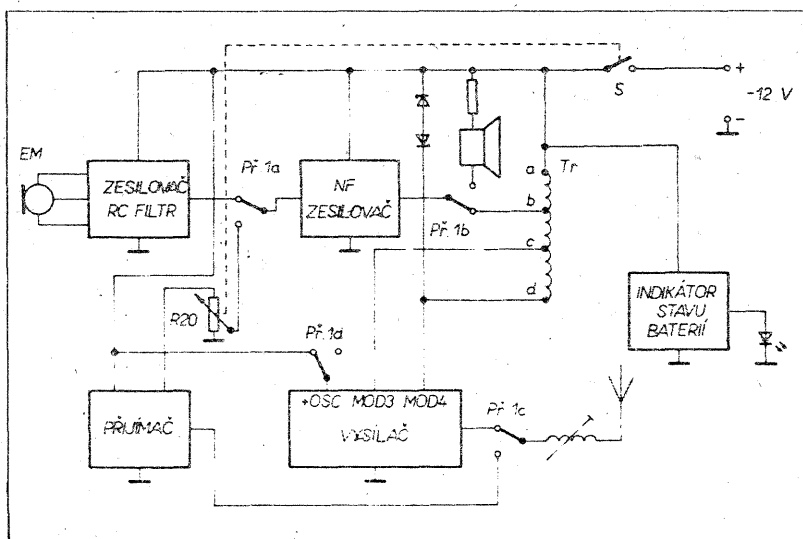 S
+
-12 V
-
EM
ZESILOVAČ
RC FILTR
Př. 1a
NF
ZESILOVAČ
Př. 1b
a
Tr
b
c
d
R20
INDIKÁTOR
STAVU
BATERIÍ
Př. 1d
PŘIJÍMAČ
+OSC MOD3 MOD4
VYSÍLAČ
Př 1c